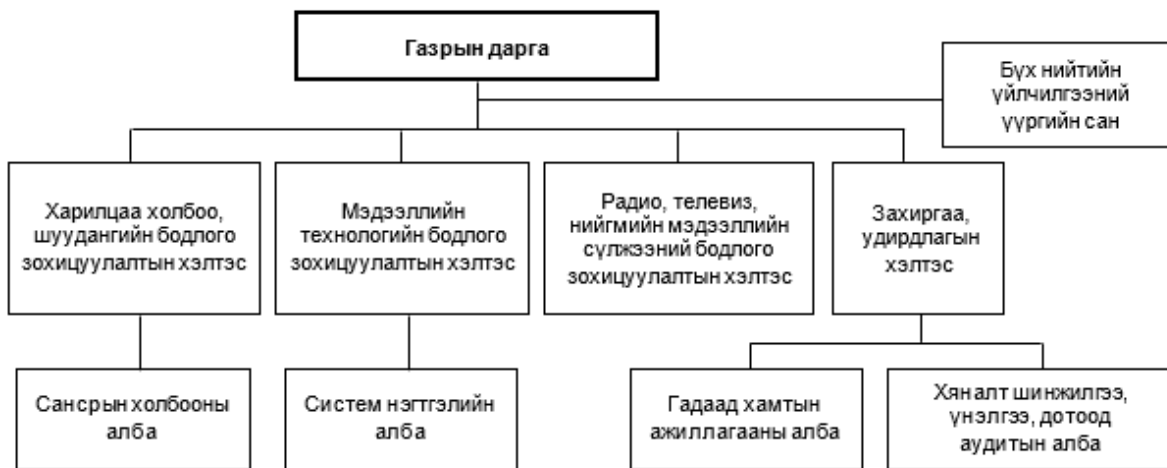 Газрын дарга
Бүх нийтийн
үйлчилгээний
үүргийн сан
Харилцаа холбоо,
шуудангийн бодлого
зохицуулалтын хэлтэс
Мэдээллийн
технологийн бодлого
зохицуулалтын хэлтэс
Радио, телевиз,
нийгмийн мэдээллийн
сүлжээний бодлого
зохицуулалтын хэлтэс
Захиргаа,
удирдлагын
хэлтэс
Сансрын холбооны
алба
Систем нэгтгэлийн
алба
Гадаад хамтын
ажиллагааны алба
Хяналт шинжилгээ,
үнэлгээ, дотоод
аудитын алба